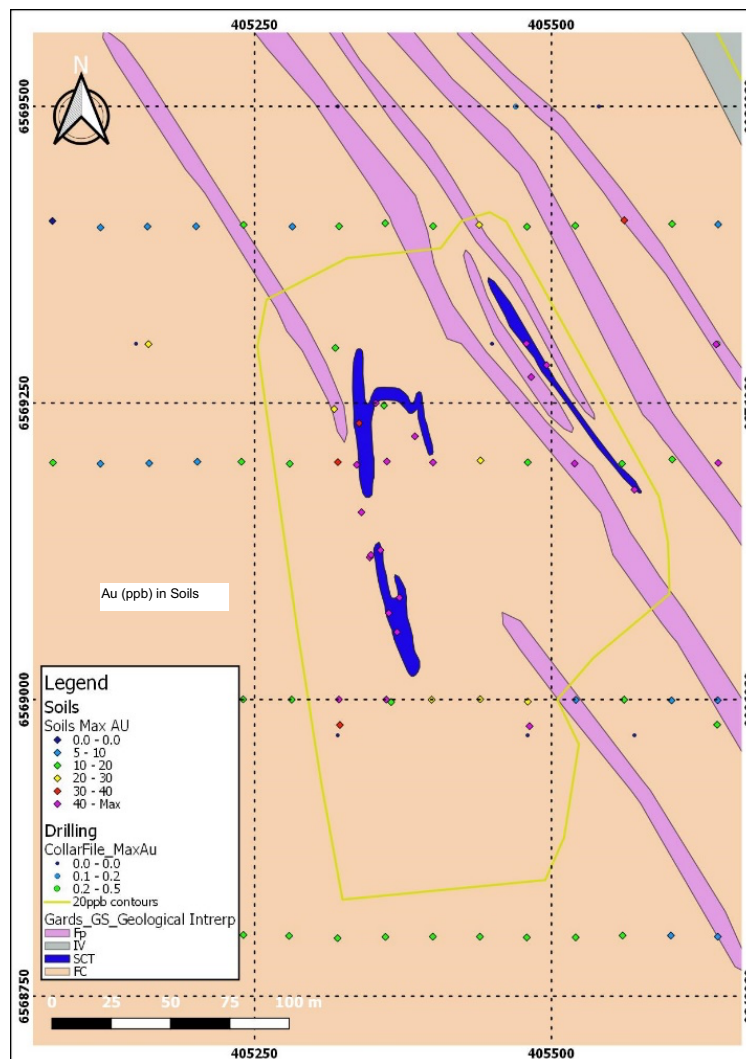 405250 405500
N
6569500
6569250
Au (ppb) in Soils
6569000
Legend
Soils
Soils Max AU
0.0 - 0.0
5 - 10
10 - 20
20 - 30
30 - 40
40 - Max
Drilling
CollarFile_MaxAu
0.0 - 0.0
0.1 - 0.2
0.2 - 0.5
20ppb contours
Gards_GS_Geological Intrerp
Fp
IV
SCT
FC
6568750
0 25 50 75 100 m
405250 405500